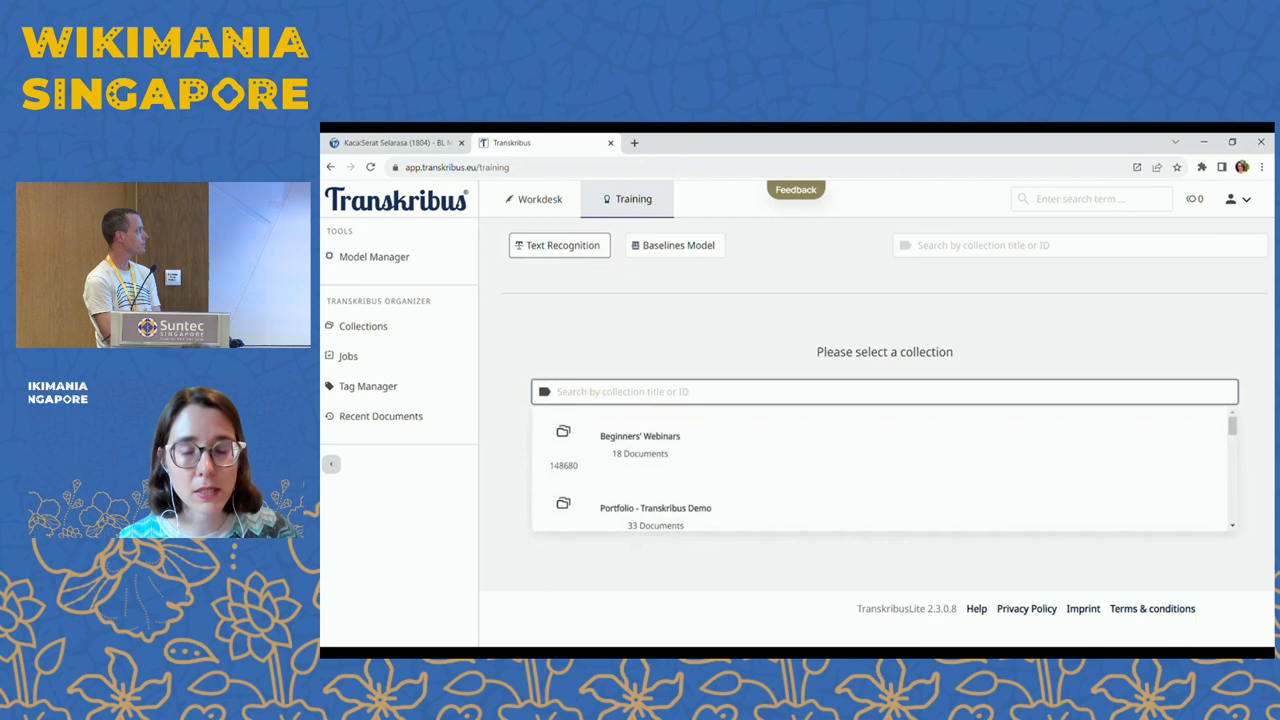 WIKIMANIA
SINGAPORE
Suntec
SINGAPORE
IKIMANIA
NGAPORE
Kaca:Serat Selarasa (1804) - BL M
Transkribus
app.transkribus.eu/training
Transkribus
Workdesk
Training
Feedback
Enter search term ...
0
TOOLS
Model Manager
TRANSKRIBUS ORGANIZER
Collections
Jobs
Tag Manager
Recent Documents
Text Recognition
Baselines Model
Search by collection title or ID
Please select a collection
Search by collection title or ID
Beginners' Webinars
18 Documents
148680
Portfolio - Transkribus Demo
33 Documents
TranskribusLite 2.3.0.8 Help Privacy Policy Imprint Terms & conditions